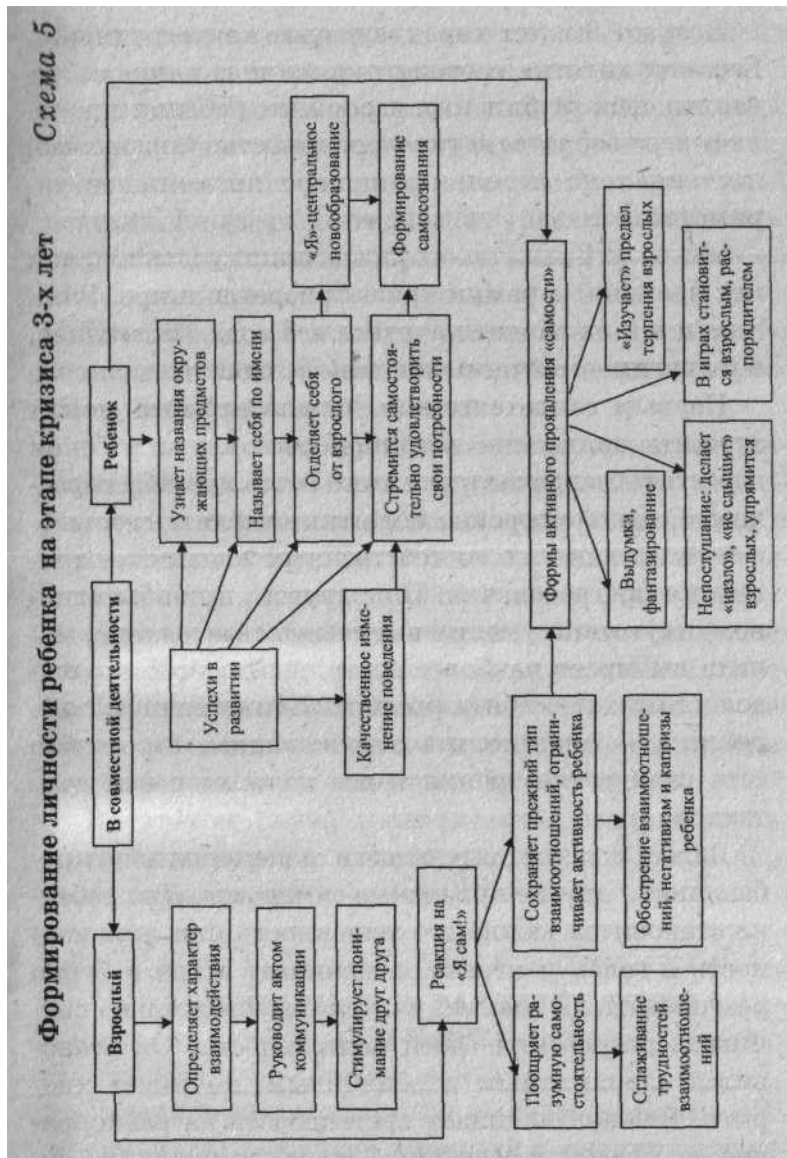 Формирование личности ребенка на этапе кризиса 3-х лет
Схема 5
В совместной деятельности
Взрослый
Ребенок
Определяет характер
взаимодействия
Руководит актом
коммуникации
Стимулирует пони-
мание друг друга
Реакция на
«Я сам!»
Поощряет ра-
зумную само-
стоятельность
Сглаживание
трудностей
взаимоотноше-
ний
Сохраняет прежний тип
взаимоотношений, ограни-
чивает активность ребенка
Обострение взаимоотноше-
ний, негативизм и капризы
ребенка
Успехи в
развитии
Качественное изме-
нение поведения
Узнает названия окру-
жающих предметов
Называет себя по имени
Отделяет себя
от взрослого
Стремится самостоя-
тельно удовлетворить
свои потребности
«Я»-центральное
новообразование
Формирование
самосознания
Формы активного проявления «самости»
Выдумки,
фантазирование
Непослушание: делает
«назло», «не слышит»
взрослых, упрямится
«Изучает» предел
терпения взрослых
В играх становит-
ся взрослым, рас-
порядителем